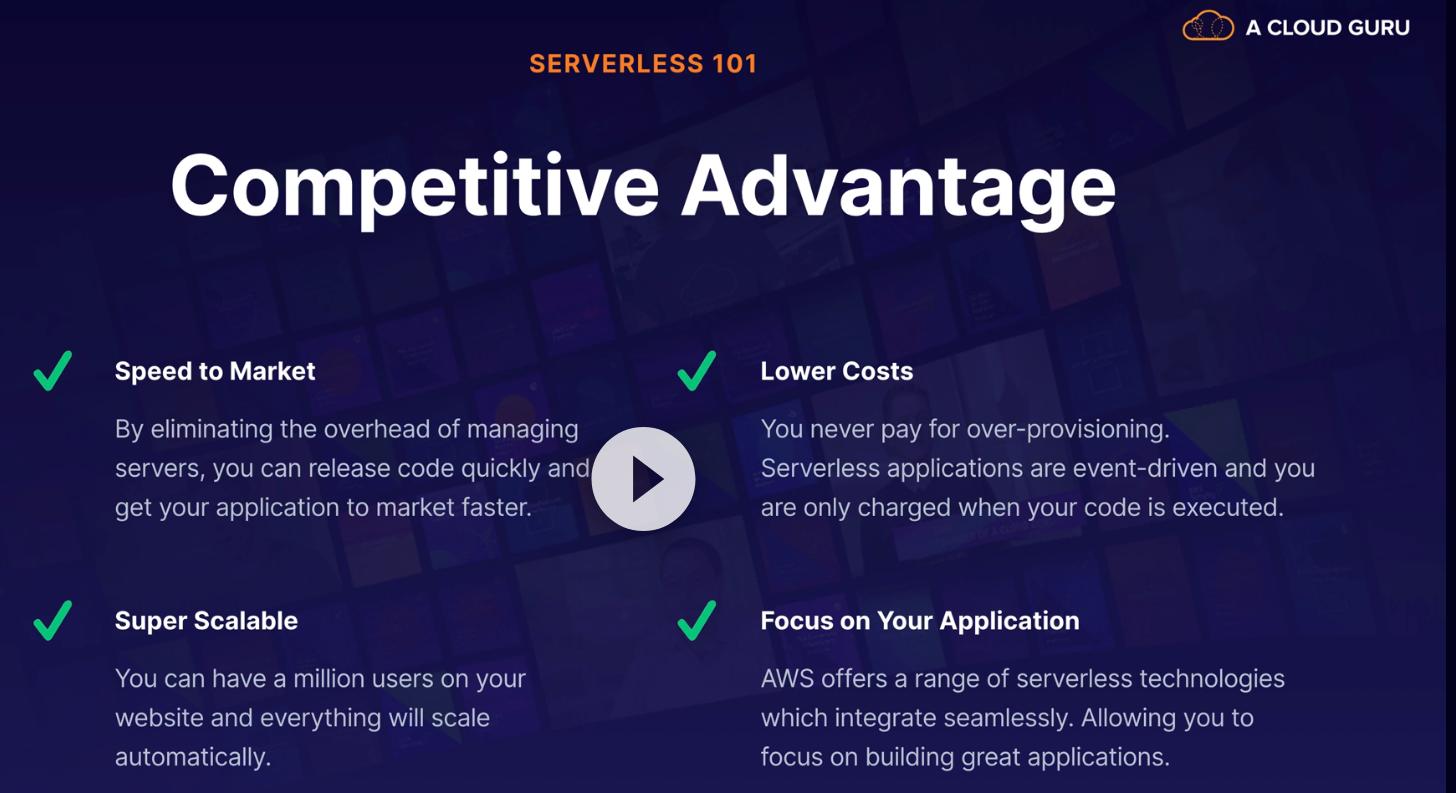 A CLOUD GURU
SERVERLESS 101
Competitive Advantage
Speed to Market
By eliminating the overhead of managing
servers, you can release code quickly and
get your application to market faster.
Lower Costs
You never pay for over-provisioning.
Serverless applications are event-driven and you
are only charged when your code is executed.
Super Scalable
You can have a million users on your
website and everything will scale
automatically.
Focus on Your Application
AWS offers a range of serverless technologies
which integrate seamlessly. Allowing you to
focus on building great applications.